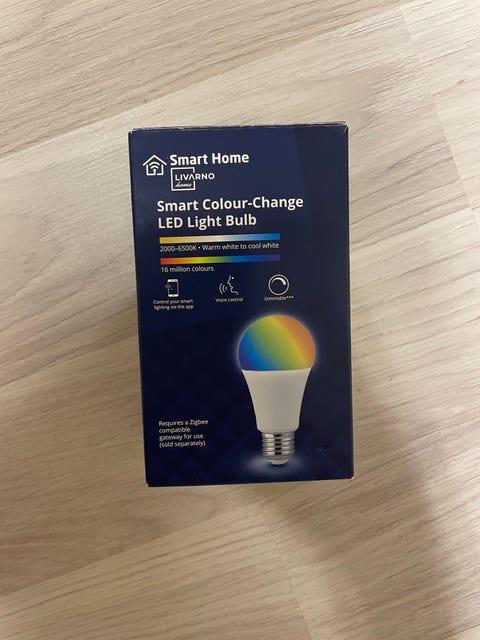 Smart Home
LIVARNO
home
Smart Colour-Change
LED Light Bulb
2000–6500K • Warm white to cool white
16 million colours
Control your smart
lighting via the app
Voice control
Dimmable***
Requires a Zigbee
compatible
gateway for use
(sold separately)